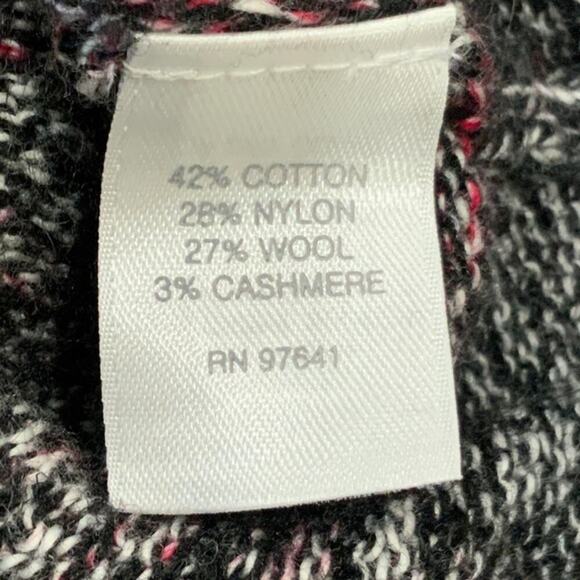 42% COTTON
28% NYLON
27% WOOL
3% CASHMERE
RN 97641